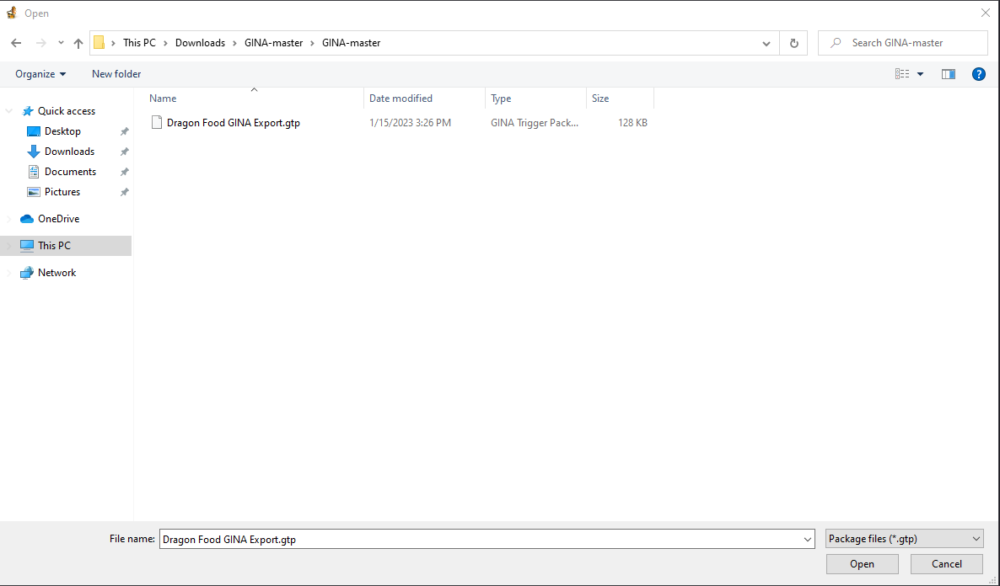 Open
This PC > Downloads > GINA-master > GINA-master
Search GINA-master
Organize New folder
?
Name Date modified Type Size
Quick access
Dragon Food GINA Export.gtp 1/15/2023 3:26 PM GINA Trigger Pack... 128 KB
Desktop
Downloads
Documents
Pictures
OneDrive
This PC
Network
File name: Dragon Food GINA Export.gtp Package files (*.gtp)
Open Cancel